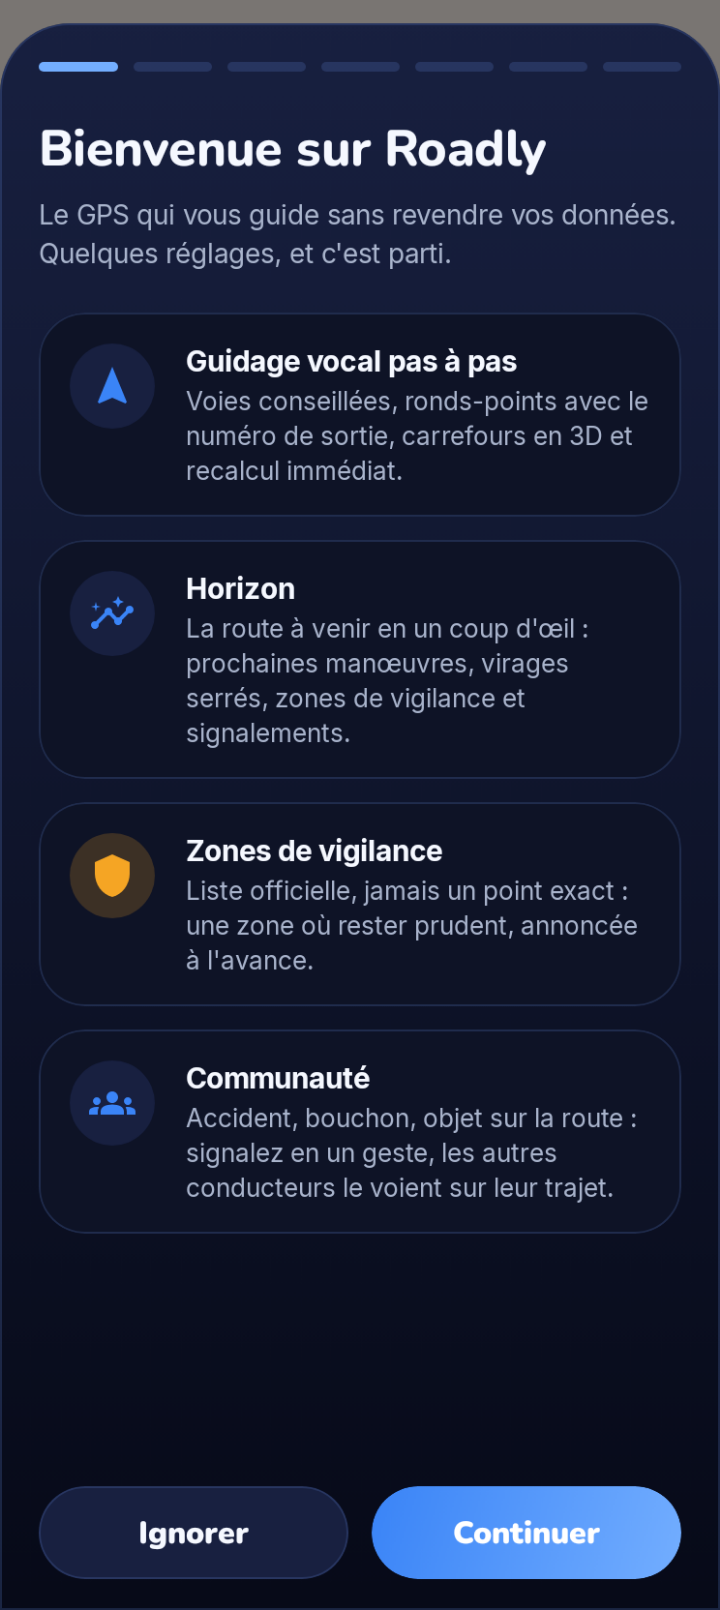 Bienvenue sur Roadly
Le GPS qui vous guide sans revendre vos données.
Quelques réglages, et c'est parti.
Guidage vocal pas à pas
Voies conseillées, ronds-points avec le
numéro de sortie, carrefours en 3D et
recalcul immédiat.
Horizon
La route à venir en un coup d'œil :
prochaines manœuvres, virages
serrés, zones de vigilance et
signalements.
Zones de vigilance
Liste officielle, jamais un point exact :
une zone où rester prudent, annoncée
à l'avance.
Communauté
Accident, bouchon, objet sur la route :
signalez en un geste, les autres
conducteurs le voient sur leur trajet.
Ignorer
Continuer